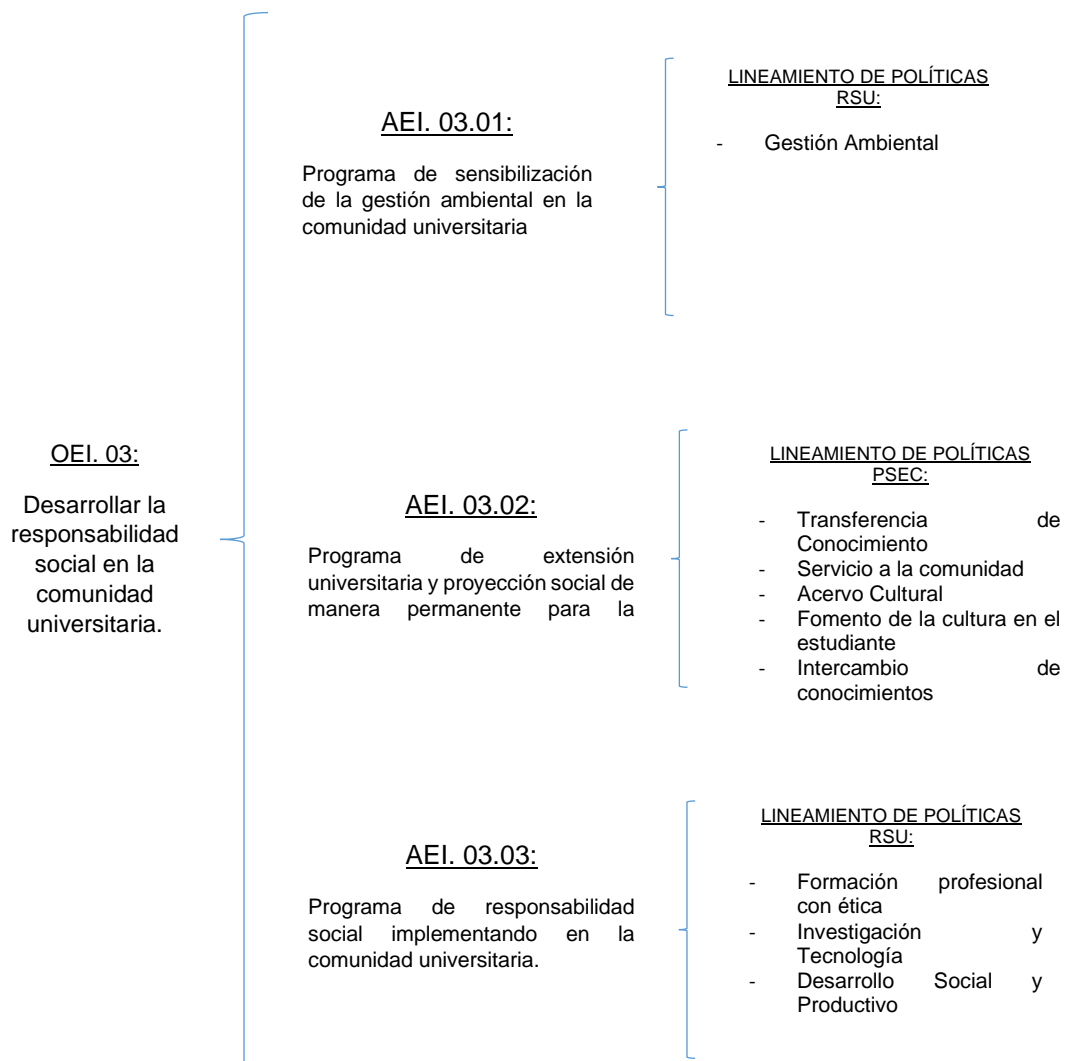 OEI. 03:
Desarrollar la
responsabilidad
social en la
comunidad
universitaria.
AEI. 03.01:
Programa de sensibilización
de la gestión ambiental en la
comunidad universitaria
LINEAMIENTO DE POLÍTICAS
RSU:
- Gestión Ambiental
AEI. 03.02:
Programa de extensión
universitaria y proyección social de
manera permanente para la
LINEAMIENTO DE POLÍTICAS
PSEC:
- Transferencia de
Conocimiento
- Servicio a la comunidad
- Acervo Cultural
- Fomento de la cultura en el
estudiante
- Intercambio de
conocimientos
AEI. 03.03:
Programa de responsabilidad
social implementando en la
comunidad universitaria.
LINEAMIENTO DE POLÍTICAS
RSU:
- Formación profesional
con ética
- Investigación y
Tecnología
- Desarrollo Social y
Productivo